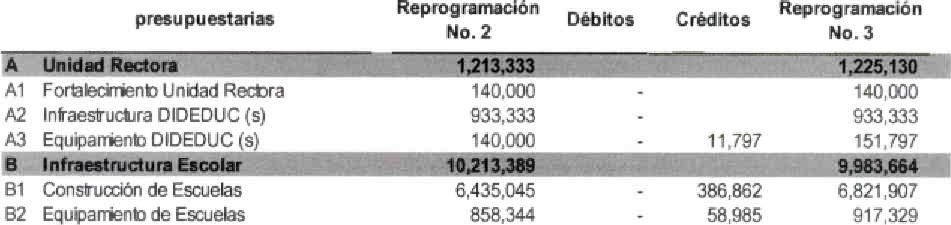 presupuestarias Reprogramación No. 2 Débitos Créditos Reprogramación No. 3
A Unidad Rectora 1,213,333 1,225,130
A1 Fortalecimiento Unidad Rectora 140,000 - 140,000
A2 Infraestructura DIDEDUC (s) 933,333 - 933,333
A3 Equipamiento DIDEDUC (s) 140,000 - 11,797 151,797
B Infraestructura Escolar 10,213,389 9,983,664
B1 Construcción de Escuelas 6,435,045 - 386,862 6,821,907
B2 Equipamiento de Escuelas 858,344 - 58,985 917,329